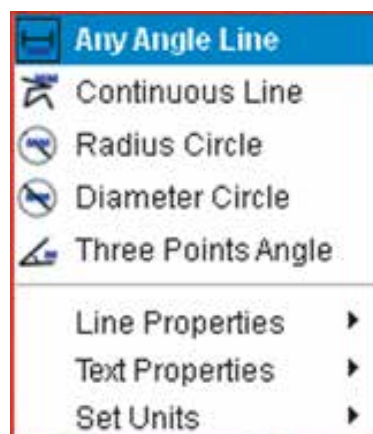 Any Angle Line
Continuous Line
Radius Circle
Diameter Circle
Three Points Angle
Line Properties
Text Properties
Set Units